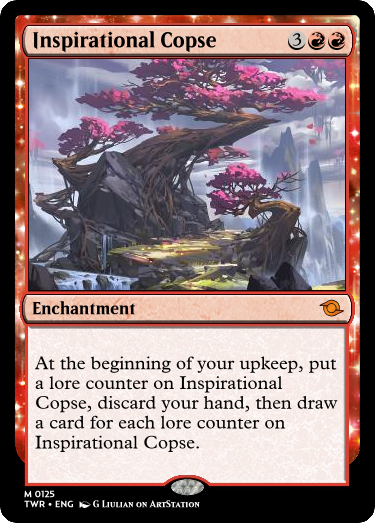 Inspirational Copse 3
Enchantment
At the beginning of your upkeep, put
a lore counter on Inspirational
Copse, discard your hand, then draw
a card for each lore counter on
Inspirational Copse.
M 0125
TWR • ENG G Liulian on ArtStation